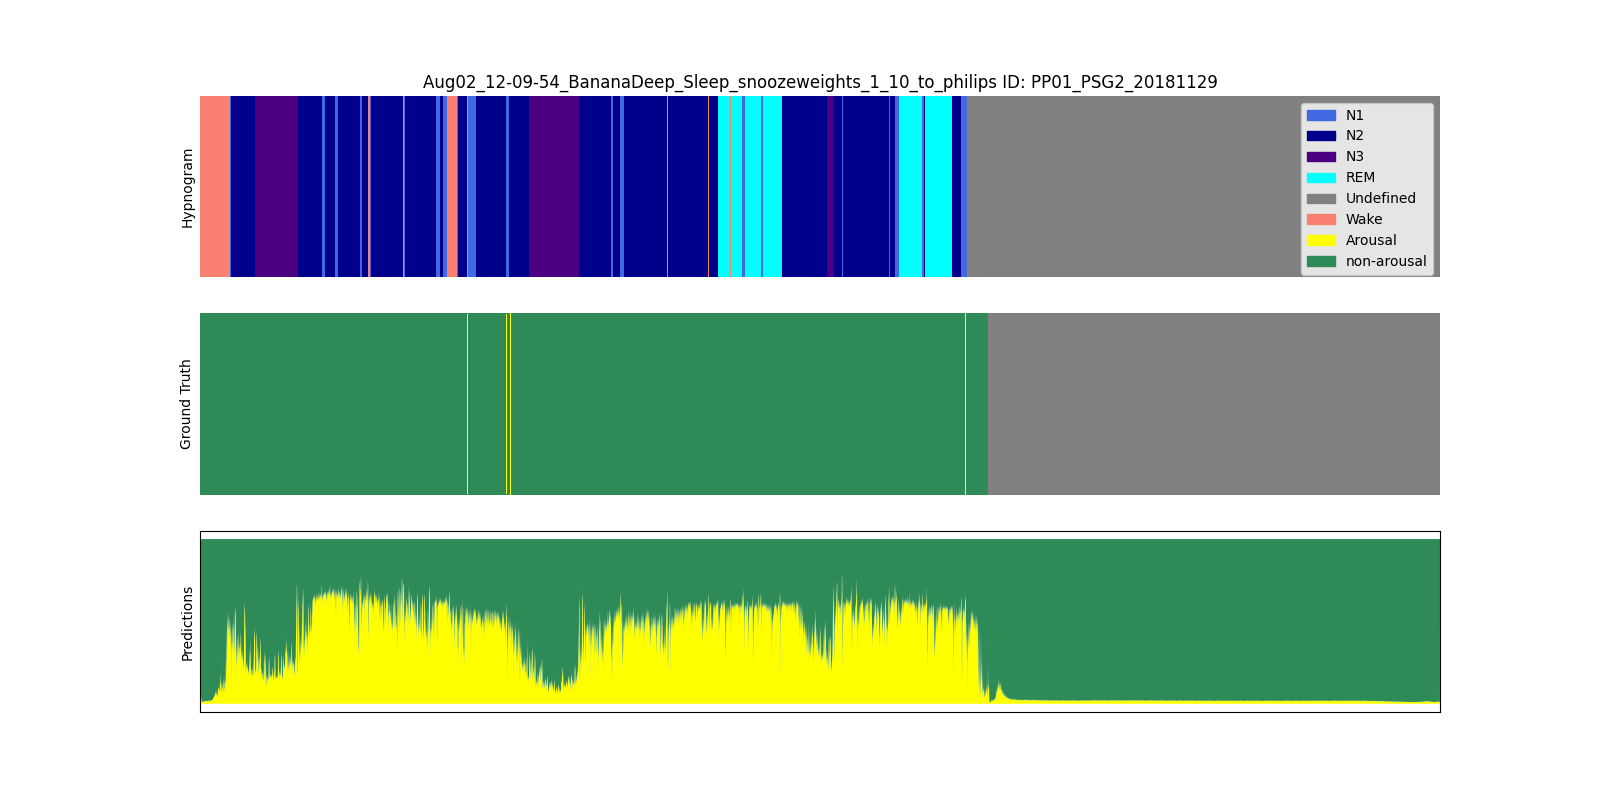 Aug02_12-09-54_BananaDeep_Sleep_snoozeweights_1_10_to_philips ID: PP01_PSG2_20181129
Hypnogram
N1
N2
N3
REM
Undefined
Wake
Arousal
non-arousal
Ground Truth
Predictions